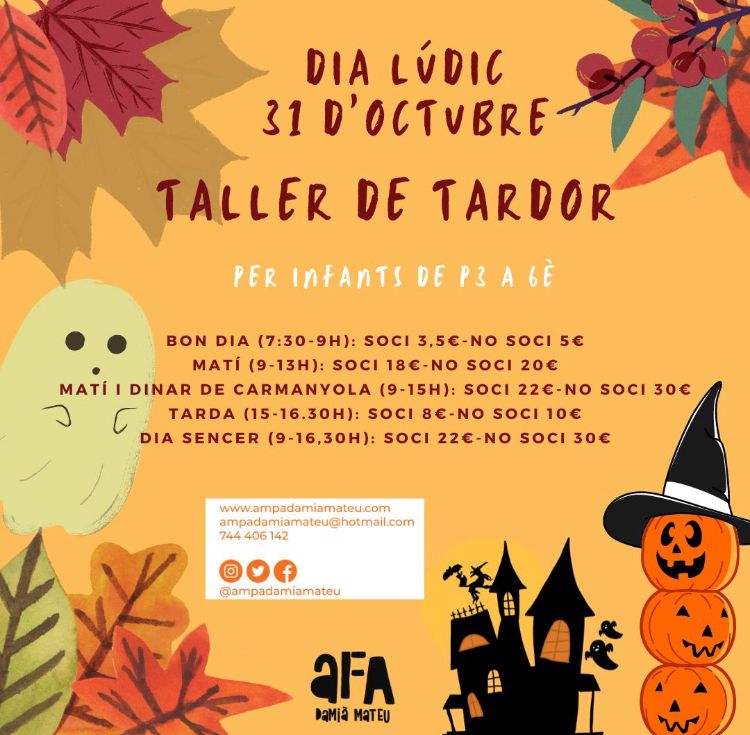 DIA LÚDIC
31 D'OCTUBRE
TALLER DE TARDOR
PER INFANTS DE P3 A 6È
BON DIA (7:30-9H): SOCI 3,5€-NO SOCI 5€
MATÍ (9-13H): SOCI 18€-NO SOCI 20€
MATÍ I DINAR DE CARMANYOLA (9-15H): SOCI 22€-NO SOCI 30€
TARDA (15-16.30H): SOCI 8€-NO SOCI 10€
DIA SENCER (9-16,30H): SOCI 22€-NO SOCI 30€
www.ampadamiamateu.com
ampadamiamateu@hotmail.com
744 406 142
@ampadamiamateu
aFA
DAMIÀ MATEU